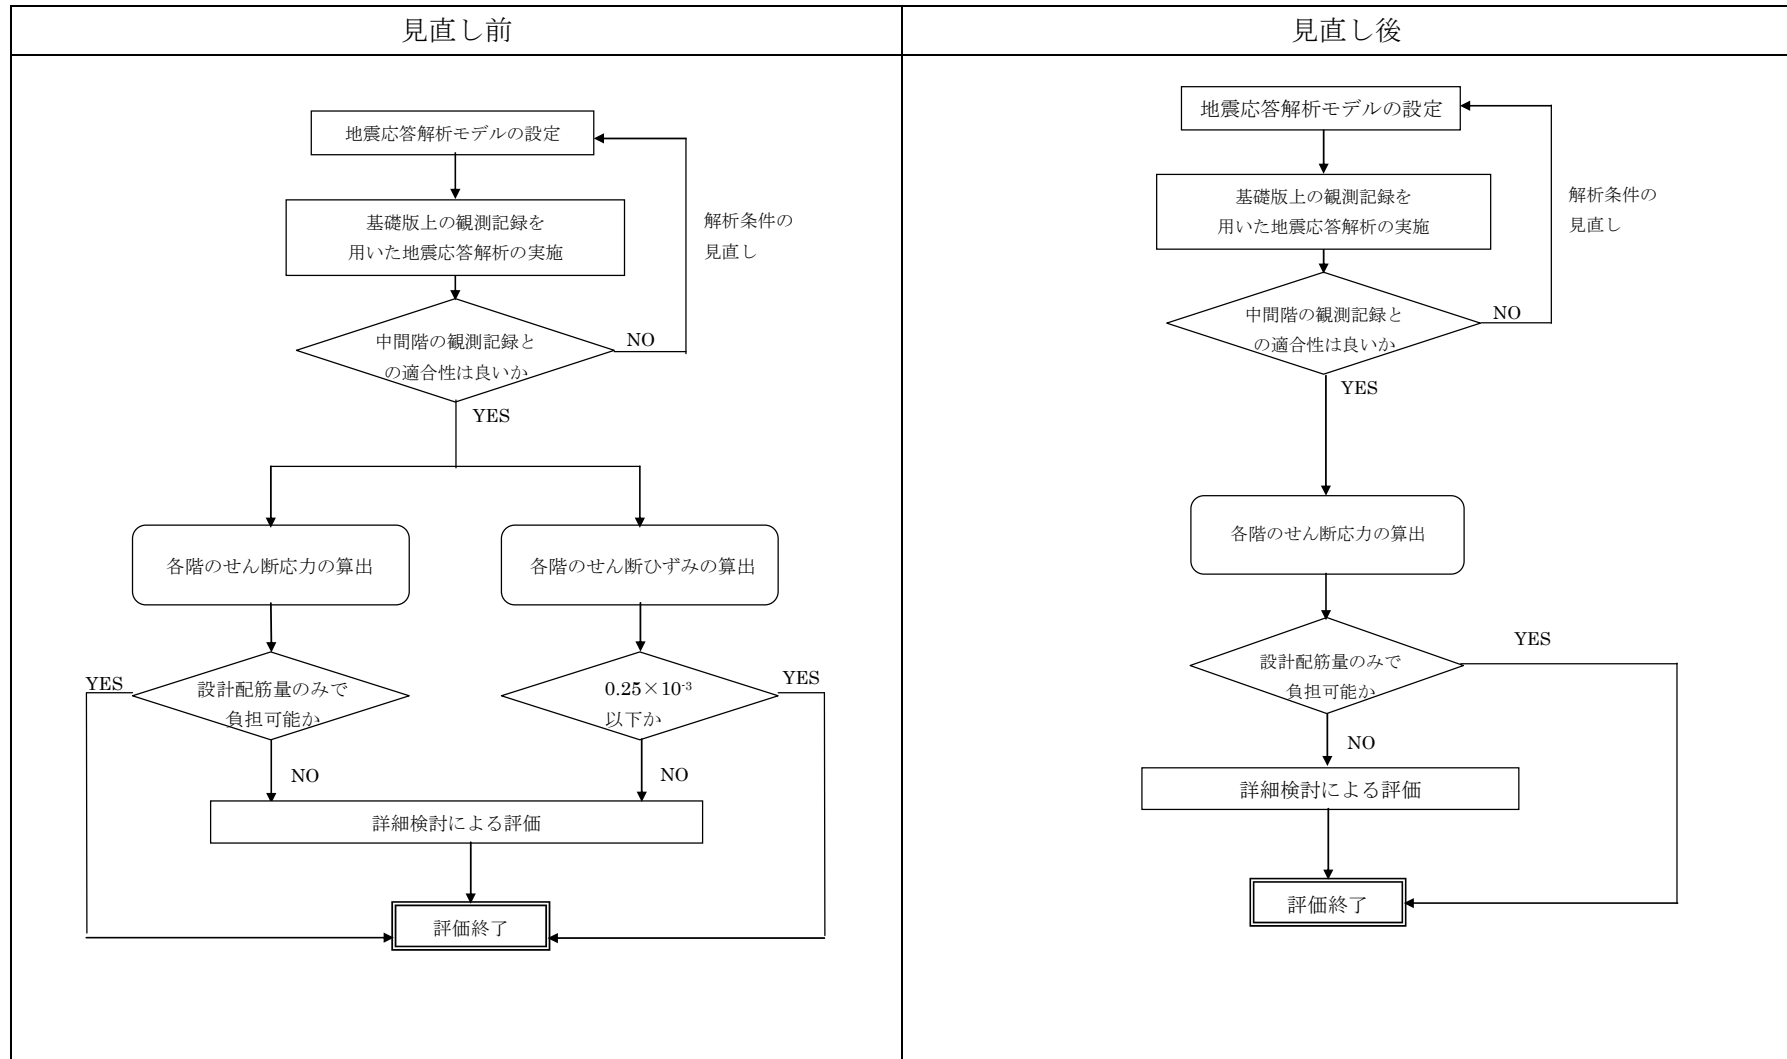 見直し前
地震応答解析モデルの設定
基礎版上の観測記録を
用いた地震応答解析の実施
解析条件の
見直し
中間階の観測記録と
の適合性は良いか
NO
YES
各階のせん断応力の算出
各階のせん断ひずみの算出
YES
設計配筋量のみで
負担可能か
0.25×10⁻³
以下か
YES
NO
NO
詳細検討による評価
評価終了
見直し後
地震応答解析モデルの設定
基礎版上の観測記録を
用いた地震応答解析の実施
解析条件の
見直し
中間階の観測記録と
の適合性は良いか
NO
YES
各階のせん断応力の算出
設計配筋量のみで
負担可能か
YES
NO
詳細検討による評価
評価終了